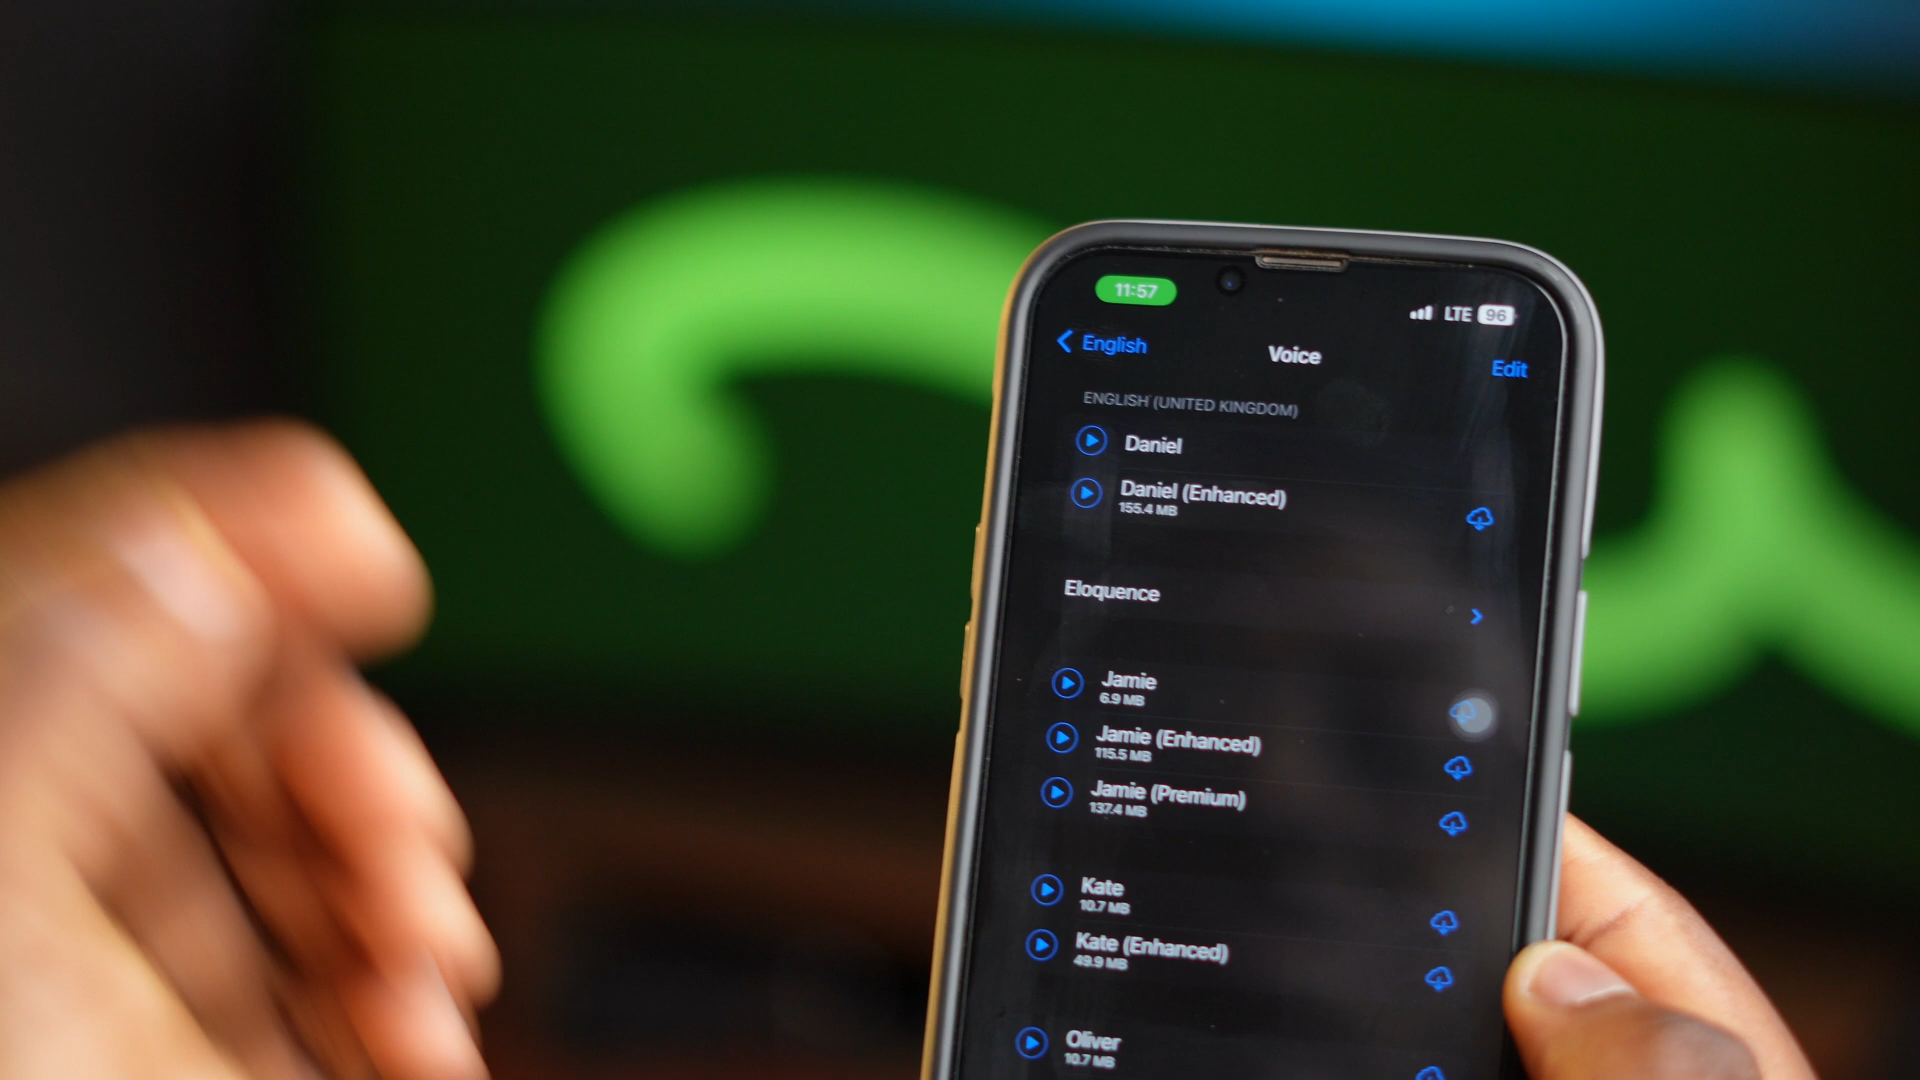 11:57
LTE 96
English
Voice
Edit
ENGLISH (UNITED KINGDOM)
Daniel
Daniel (Enhanced)
155.4 MB
Eloquence
Jamie
6.9 MB
Jamie (Enhanced)
115.5 MB
Jamie (Premium)
137.4 MB
Kate
10.7 MB
Kate (Enhanced)
49.9 MB
Oliver
10.7 MB